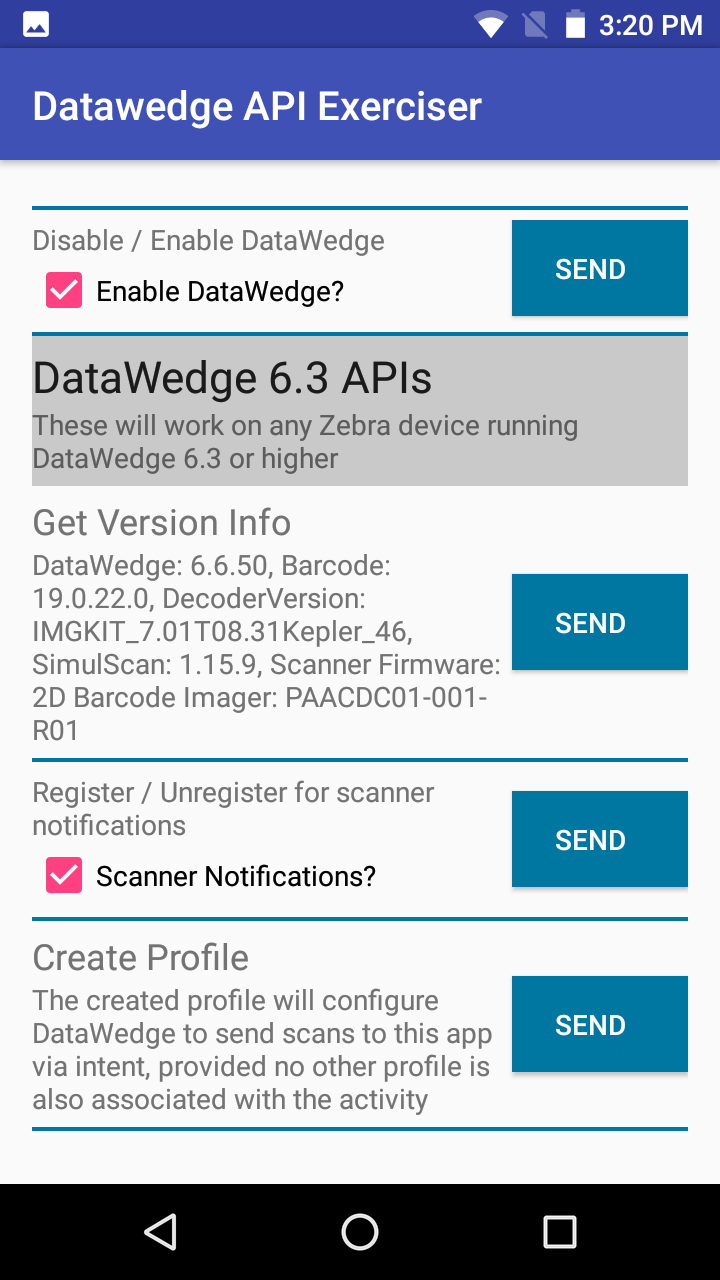 3:20 PM
Datawedge API Exerciser
Disable / Enable DataWedge
SEND
Enable DataWedge?
DataWedge 6.3 APIs
These will work on any Zebra device running
DataWedge 6.3 or higher
Get Version Info
DataWedge: 6.6.50, Barcode:
19.0.22.0, DecoderVersion:
IMGKIT_7.01T08.31Kepler_46,
SimulScan: 1.15.9, Scanner Firmware:
2D Barcode Imager: PAACDC01-001-
R01
SEND
Register / Unregister for scanner
notifications
Scanner Notifications?
SEND
Create Profile
The created profile will configure
DataWedge to send scans to this app
via intent, provided no other profile is
also associated with the activity
SEND